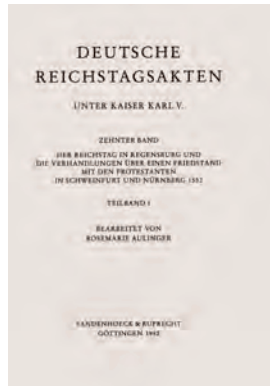 DEUTSCHE
REICHSTAGSAKTEN
UNTER KAISER KARL V.
ZEHNTER BAND
DER REICHSTAG IN REGENSBURG UND
DIE VERHANDLUNGEN ÜBER EINEN FRIEDSTAND
MIT DEN PROTESTANTEN
IN SCHWEINFURT UND NÜRNBERG 1532
TEILBAND 1
BEARBEITET VON
ROSEMARIE AULINGER
VANDENHOECK & RUPRECHT
GÖTTINGEN 1992